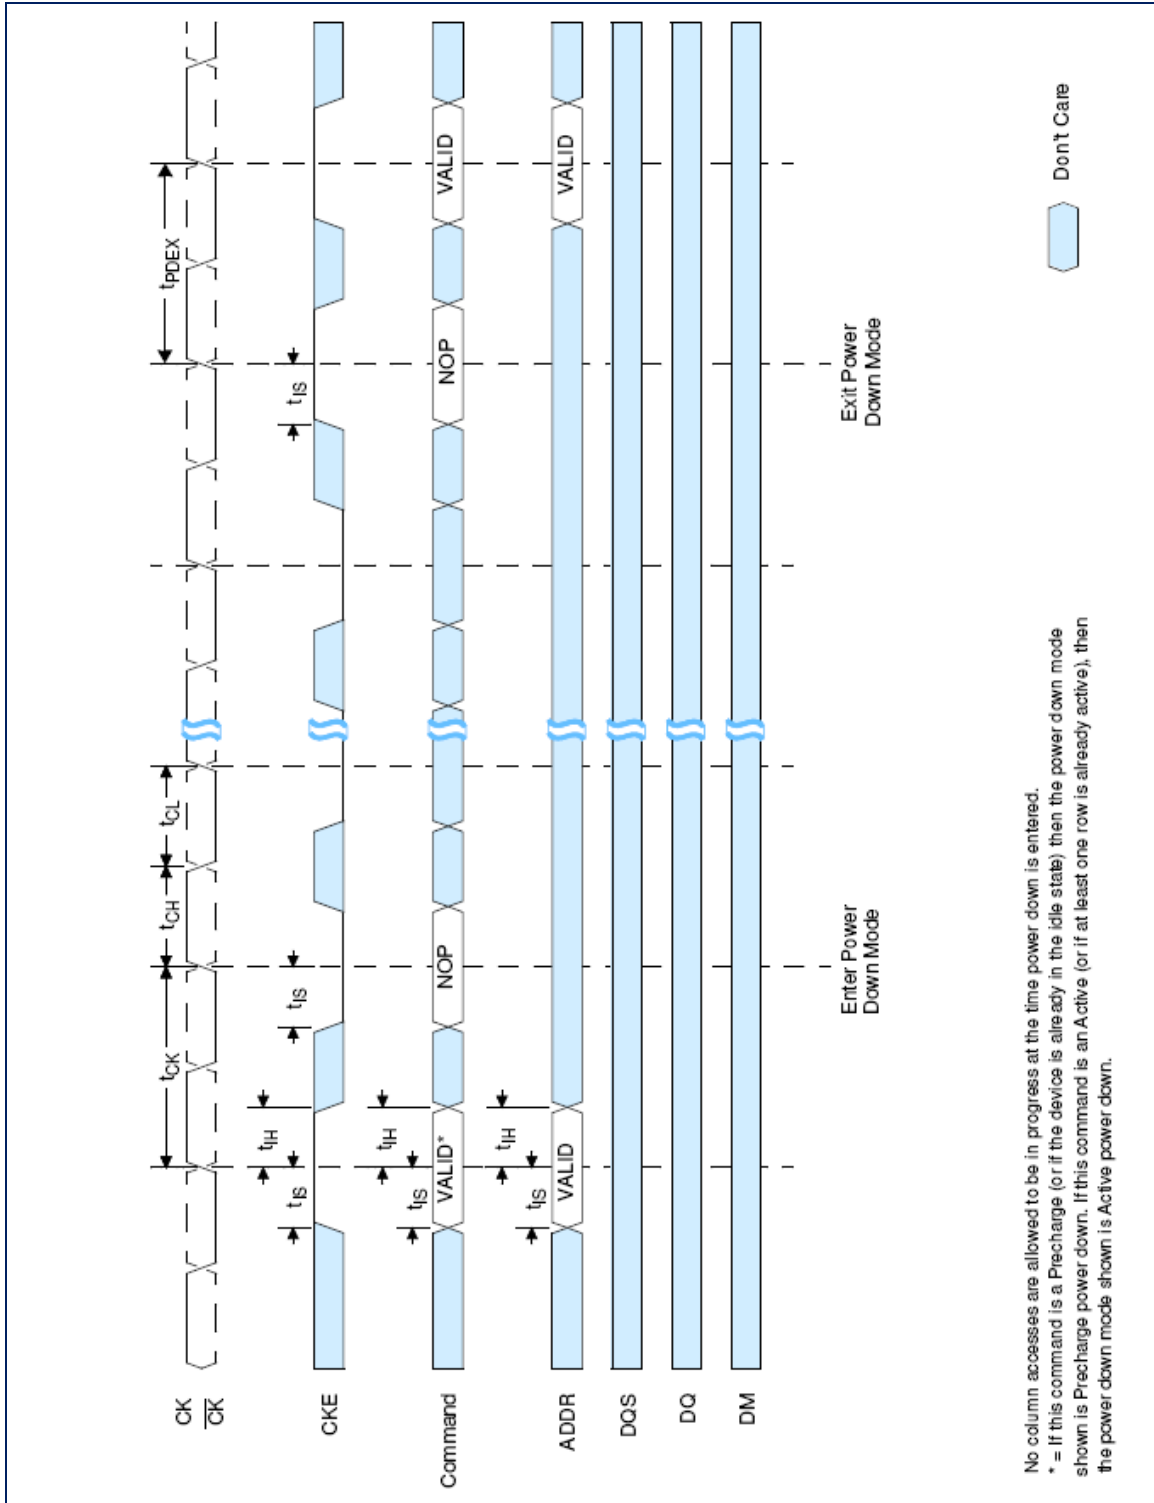 CK
CK
tCK
tCH
tCL
tPDEX
CKE
tIS
tIH
tIS
tIS
Command
tIS
tIH
VALID*
NOP
NOP
VALID
ADDR
tIS
tIH
VALID
VALID
DQS
DQ
DM
Enter Power
Down Mode
Exit Power
Down Mode
No column accesses are allowed to be in progress at the time power down is entered.
* = If this command is a Precharge (or if the device is already in the idle state) then the power down mode
shown is Precharge power down. If this command is an Active (or if at least one row is already active), then
the power down mode shown is Active power down.
Don't Care